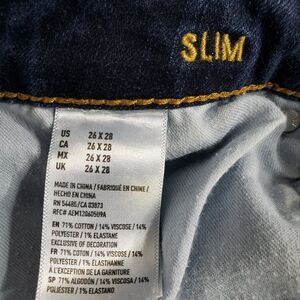 SLIM
US 26 X 28
CA 26 X 28
MX 26 X 28
UK 26 X 28
MADE IN CHINA / FABRIQUÉ EN CHINE /
HECHO EN CHINA
RN 54485/CA 03873
RFC# AEM120605U9A
EN: 71% COTTON / 14% VISCOSE / 14%
POLYESTER / 1% ELASTANE
EXCLUSIVE OF DECORATION
FR: 71% COTON / 14% VISCOSE / 14%
POLYESTER / 1% ÉLASTHANNE
À L'EXCEPTION DE LA GARNITURE
SP: 71% ALGODÓN / 14% VISCOSA / 14%
POLIÉSTER / 1% ELASTANO